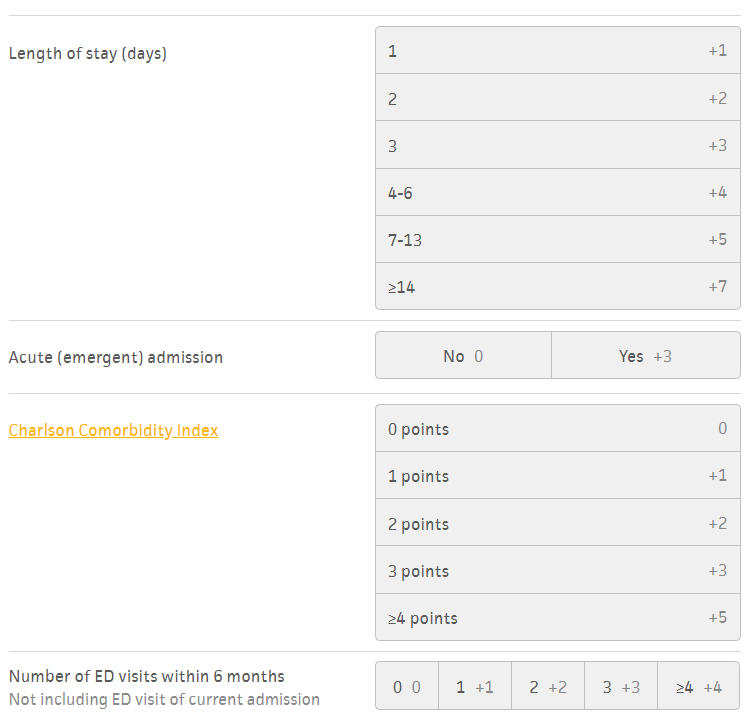 Length of stay (days)
1 +1
2 +2
3 +3
4-6 +4
7-13 +5
≥14 +7
Acute (emergent) admission
No 0 Yes +3
Charlson Comorbidity Index
0 points 0
1 points +1
2 points +2
3 points +3
≥4 points +5
Number of ED visits within 6 months
Not including ED visit of current admission
0 0 1 +1 2 +2 3 +3 ≥4 +4